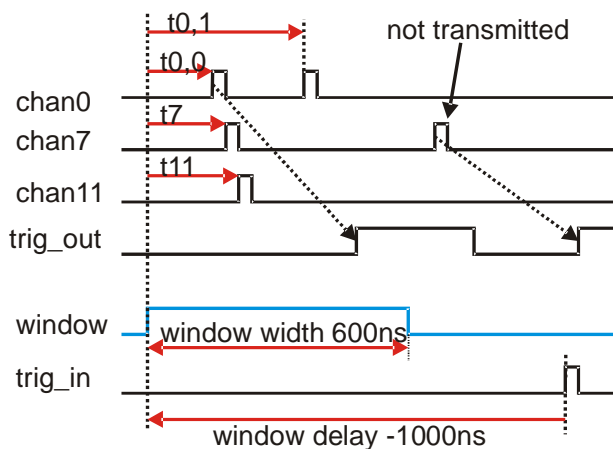 t0,1
not transmitted
t0,0
chan0
t7
chan7
t11
chan11
trig_out
window
window width 600ns
trig_in
window delay -1000ns